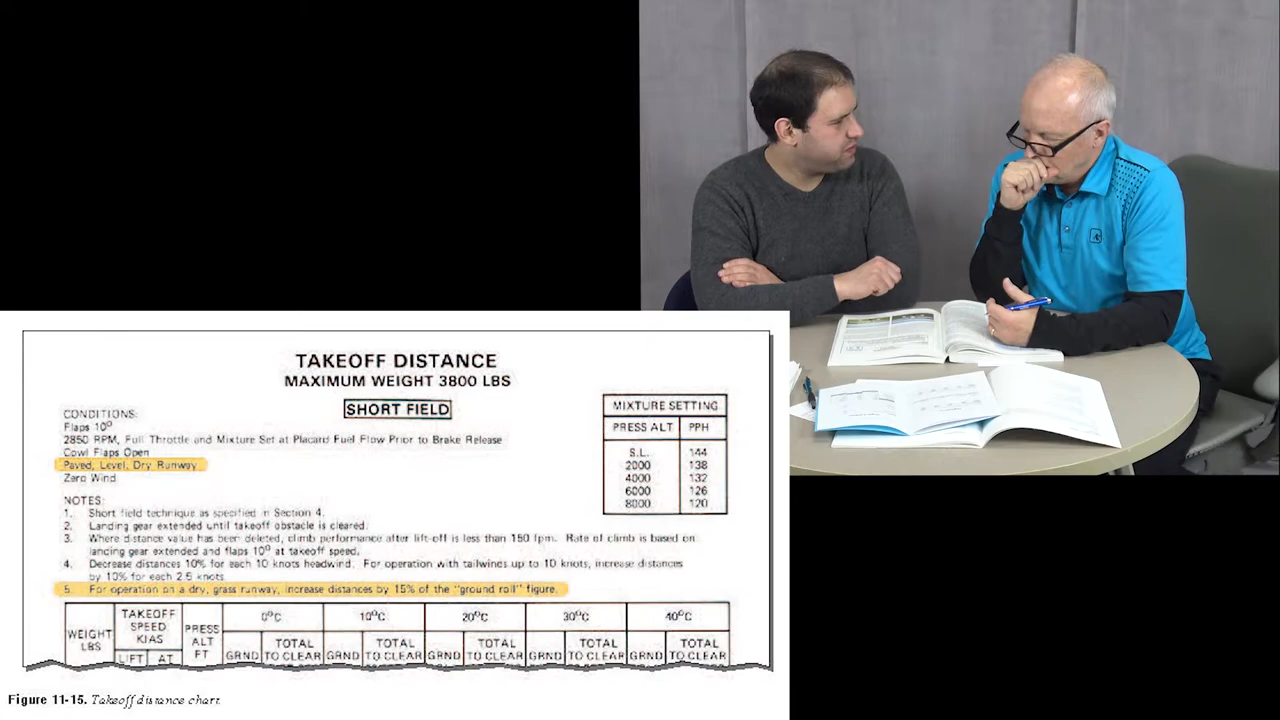 TAKEOFF DISTANCE
MAXIMUM WEIGHT 3800 LBS
SHORT FIELD
CONDITIONS:
Flaps 10°
2850 RPM, Full Throttle and Mixture Set at Placard Fuel Flow Prior to Brake Release
Cowl Flaps Open
Paved, Level, Dry Runway
Zero Wind
MIXTURE SETTING
PRESS ALT PPH
S.L. 144
2000 138
4000 132
6000 126
8000 120
NOTES:
1. Short field technique as specified in Section 4.
2. Landing gear extended until takeoff obstacle is cleared.
3. Where distance value has been deleted, climb performance after lift-off is less than 150 fpm. Rate of climb is based on
landing gear extended and flaps 10° at takeoff speed.
4. Decrease distances 10% for each 10 knots headwind. For operation with tailwinds up to 10 knots, increase distances
by 10% for each 2.5 knots.
5. For operation on a dry, grass runway, increase distances by 15% of the "ground roll" figure.
WEIGHT
LBS
TAKEOFF
SPEED
KIAS
LIFT AT
PRESS
ALT
FT
0°C 10°C 20°C 30°C 40°C
GRND TOTAL TO CLEAR GRND TOTAL TO CLEAR GRND TOTAL TO CLEAR GRND TOTAL TO CLEAR GRND TOTAL TO CLEAR
Figure 11-15. Takeoff distance chart.